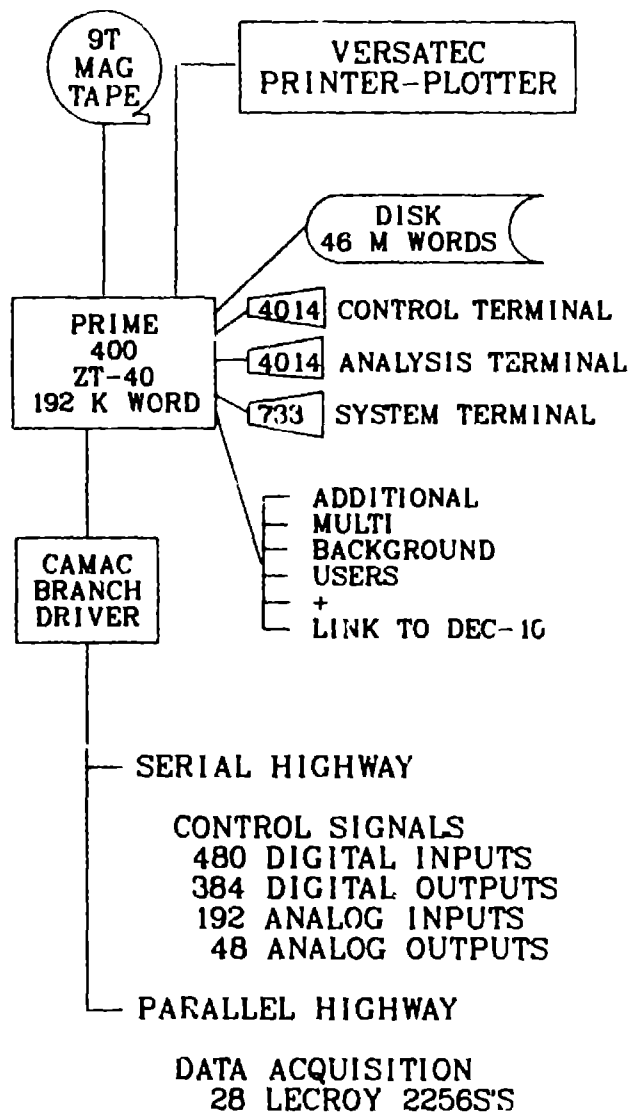 9T
MAG
TAPE
VERSATEC
PRINTER-PLOTTER
DISK
46 M WORDS
PRIME
400
ZT-40
192 K WORD
4014 CONTROL TERMINAL
4014 ANALYSIS TERMINAL
733 SYSTEM TERMINAL
ADDITIONAL
MULTI
BACKGROUND
USERS
+
LINK TO DEC-10
CAMAC
BRANCH
DRIVER
SERIAL HIGHWAY
CONTROL SIGNALS
480 DIGITAL INPUTS
384 DIGITAL OUTPUTS
192 ANALOG INPUTS
48 ANALOG OUTPUTS
PARALLEL HIGHWAY
DATA ACQUISITION
28 LECROY 2256S'S